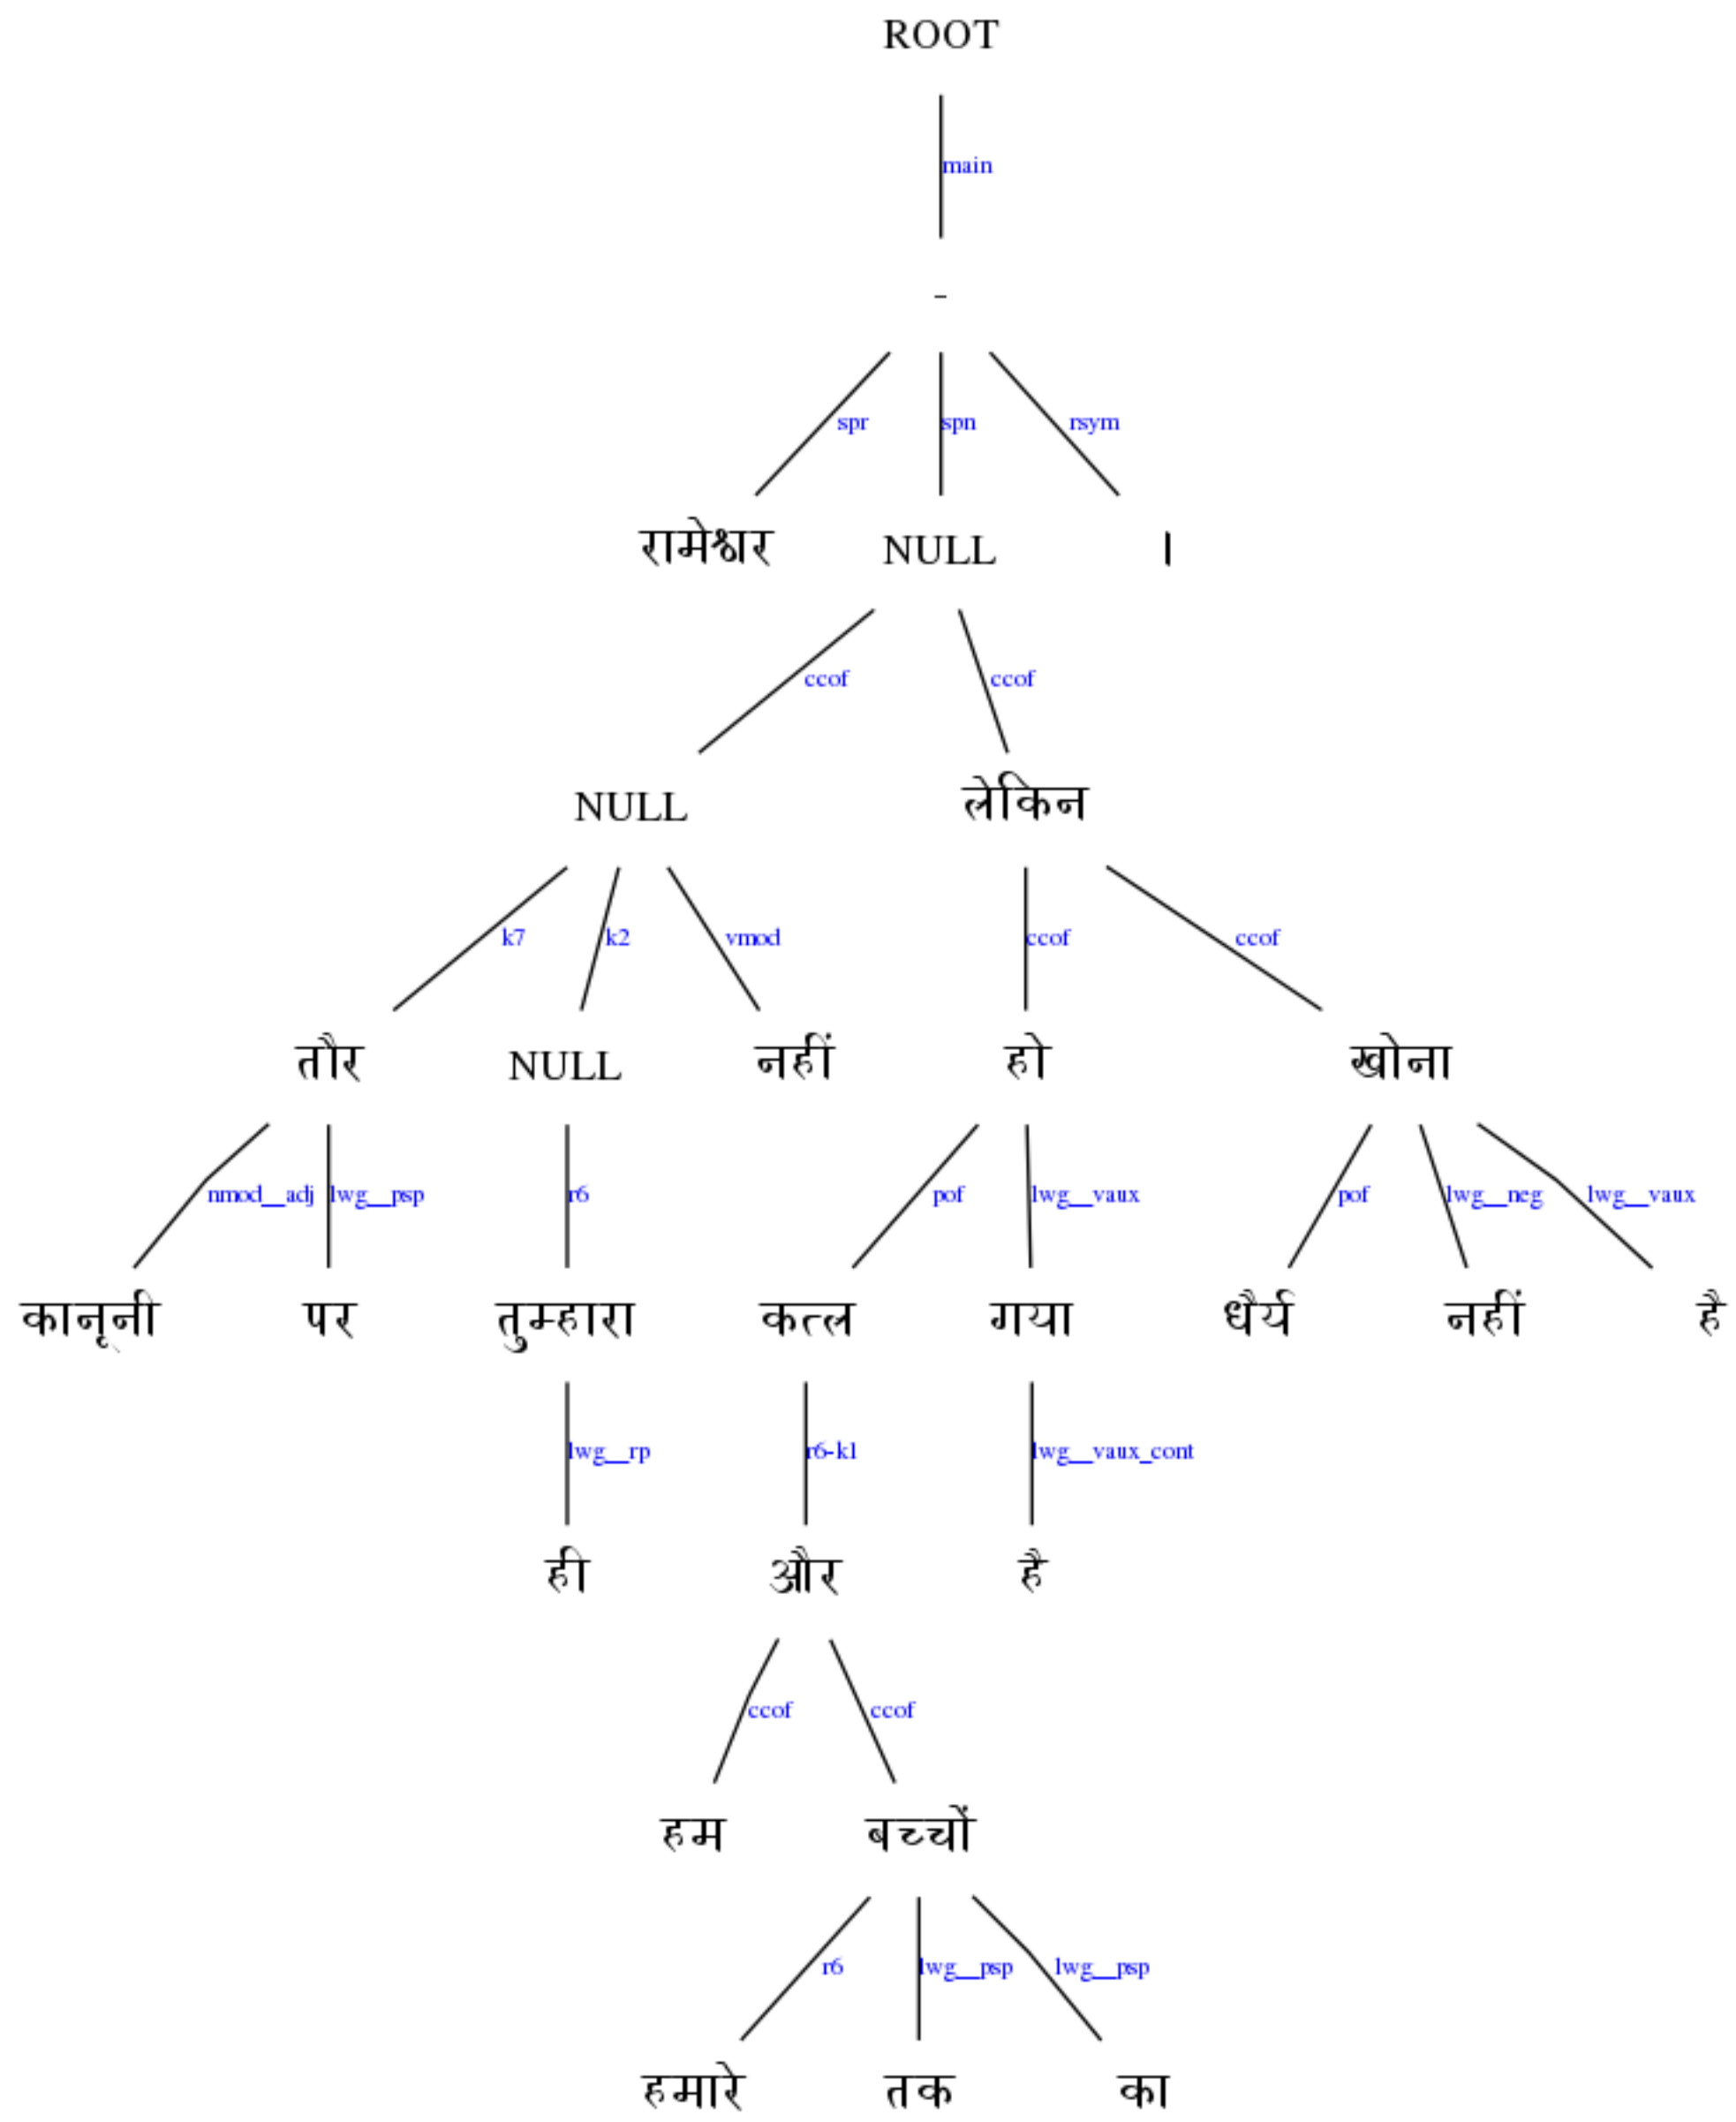 ROOT
main
-
spr spn rsym
रामेश्वर NULL ।
ccof ccof
NULL लेकिन
k7 k2 vmod ccof ccof
तौर NULL नहीं हो खोना
nmod__adj lwg__psp r6 pof lwg__vaux pof lwg__neg lwg__vaux
कानूनी पर तुम्हारा कत्ल गया धैर्य नहीं है
lwg__rp r6-k1 lwg__vaux_cont
ही और है
ccof ccof
हम बच्चों
r6 lwg__psp lwg__psp
हमारे तक का